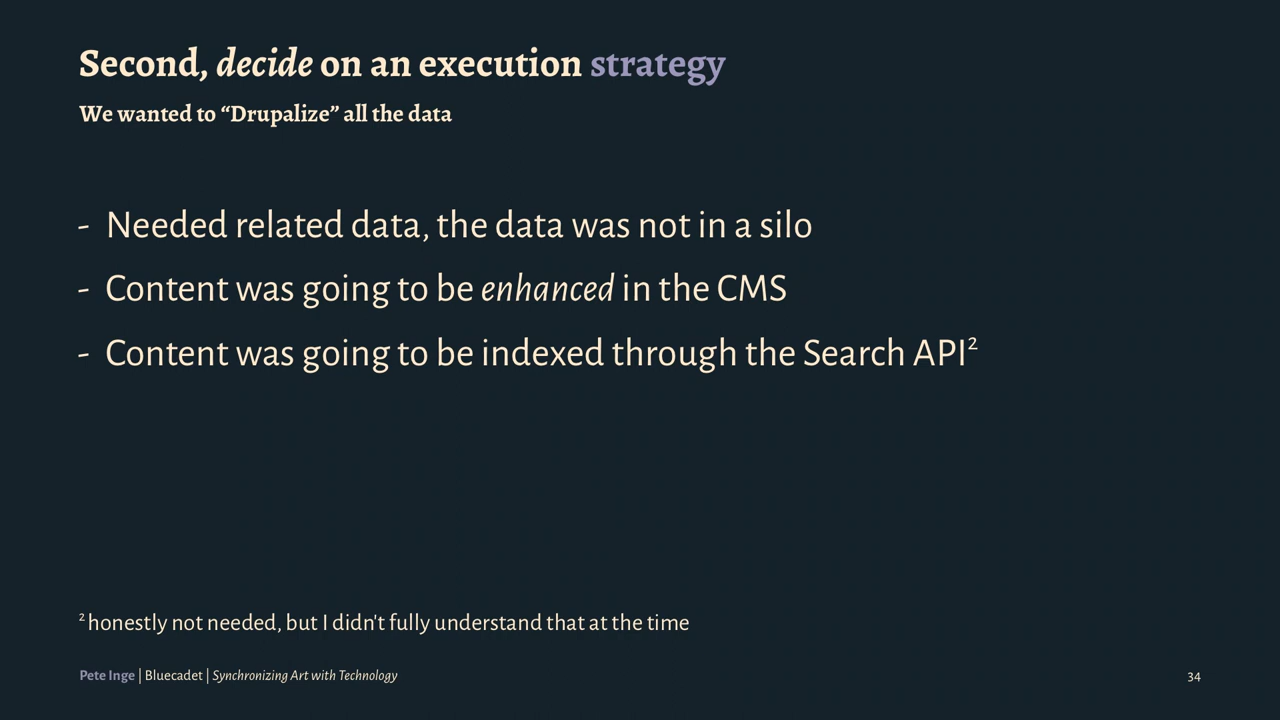 Second, decide on an execution strategy
We wanted to “Drupalize” all the data
- Needed related data, the data was not in a silo
- Content was going to be enhanced in the CMS
- Content was going to be indexed through the Search API²
² honestly not needed, but I didn't fully understand that at the time
Pete Inge | Bluecadet | Synchronizing Art with Technology
34